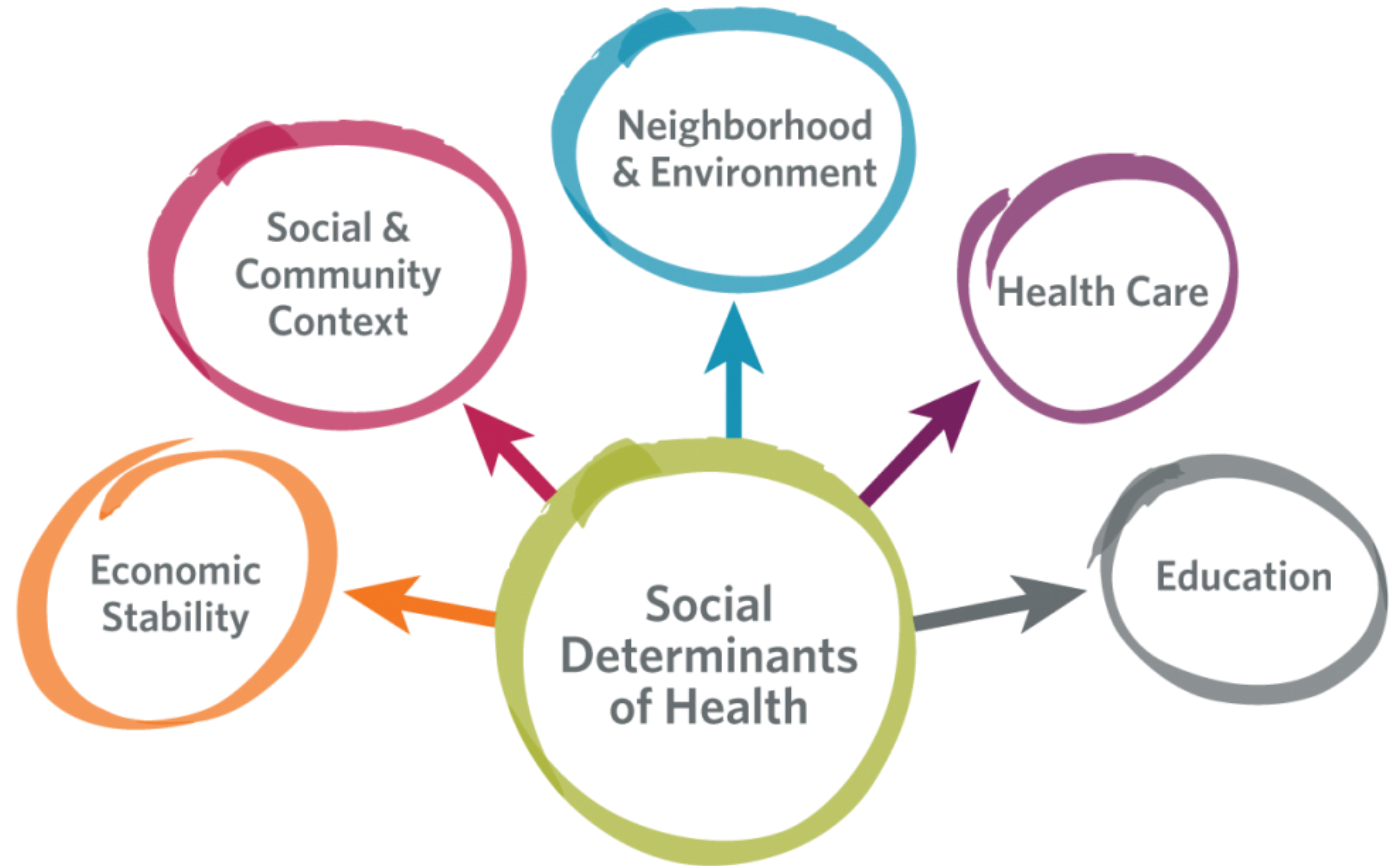 Neighborhood
& Environment
Social &
Community
Context
Health Care
Economic
Stability
Education
Social
Determinants
of Health